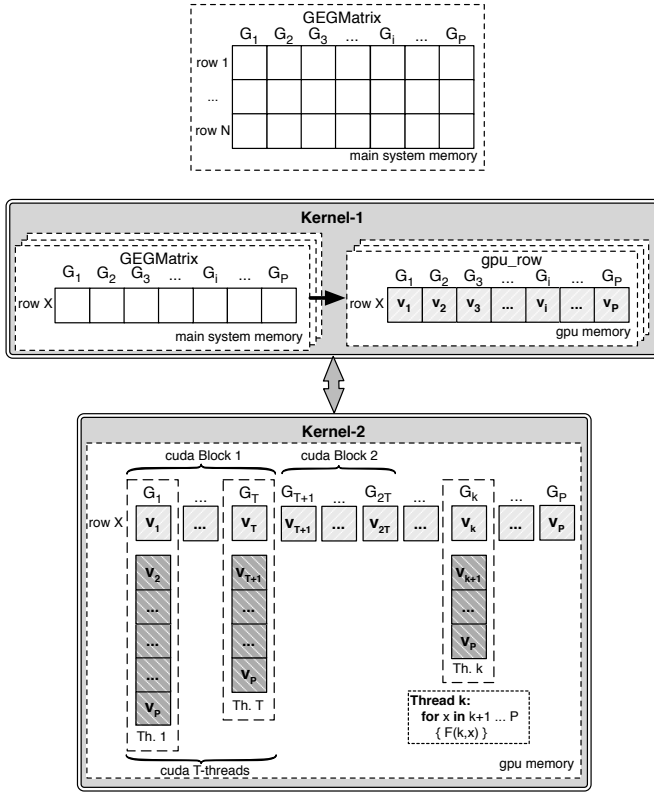 GEGMatrix
G1 G2 G3 ... Gi ... GP
row 1
...
row N
main system memory
Kernel-1
GEGMatrix
G1 G2 G3 ... Gi ... GP
row X
main system memory
gpu_row
G1 G2 G3 ... Gi ... GP
row X v1 v2 v3 ... vi ... vP
gpu memory
Kernel-2
cuda Block 1 cuda Block 2
G1 ... GT GT+1 ... G2T ... Gk ... GP
row X v1 ... vT vT+1 ... v2T ... vk ... vP
v2 vT+1 vk+1
... ... ...
... ... vP
... vP Th. k
vP Th. T
Th. 1
Thread k:
for x in k+1 ... P
{ F(k,x) }
cuda T-threads
gpu memory